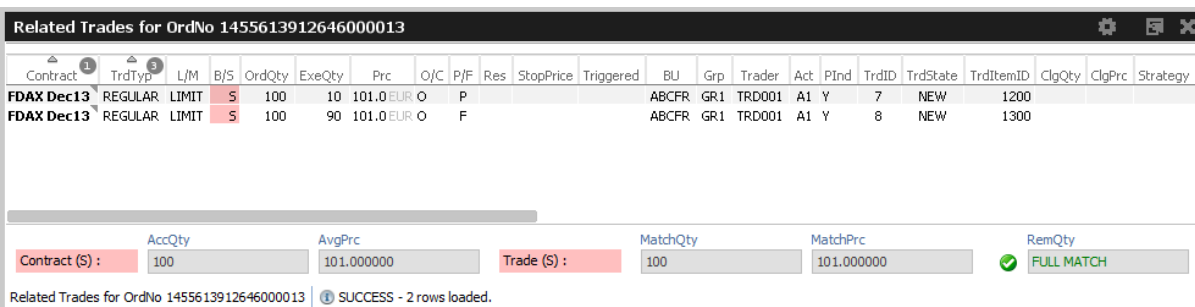 Related Trades for OrdNo 1455613912646000013
Contract 1 TrdTyp 3 L/M B/S OrdQty ExeQty Prc O/C P/F Res StopPrice Triggered BU Grp Trader Act PInd TrdID TrdState TrdItemID ClgQty ClgPrc Strategy
FDAX Dec13 REGULAR LIMIT S 100 10 101.0 EUR O P ABCFR GR1 TRD001 A1 Y 7 NEW 1200
FDAX Dec13 REGULAR LIMIT S 100 90 101.0 EUR O F ABCFR GR1 TRD001 A1 Y 8 NEW 1300
AccQty AvgPrc MatchQty MatchPrc RemQty
Contract (S) : 100 101.000000 Trade (S) : 100 101.000000 FULL MATCH
Related Trades for OrdNo 1455613912646000013 SUCCESS - 2 rows loaded.